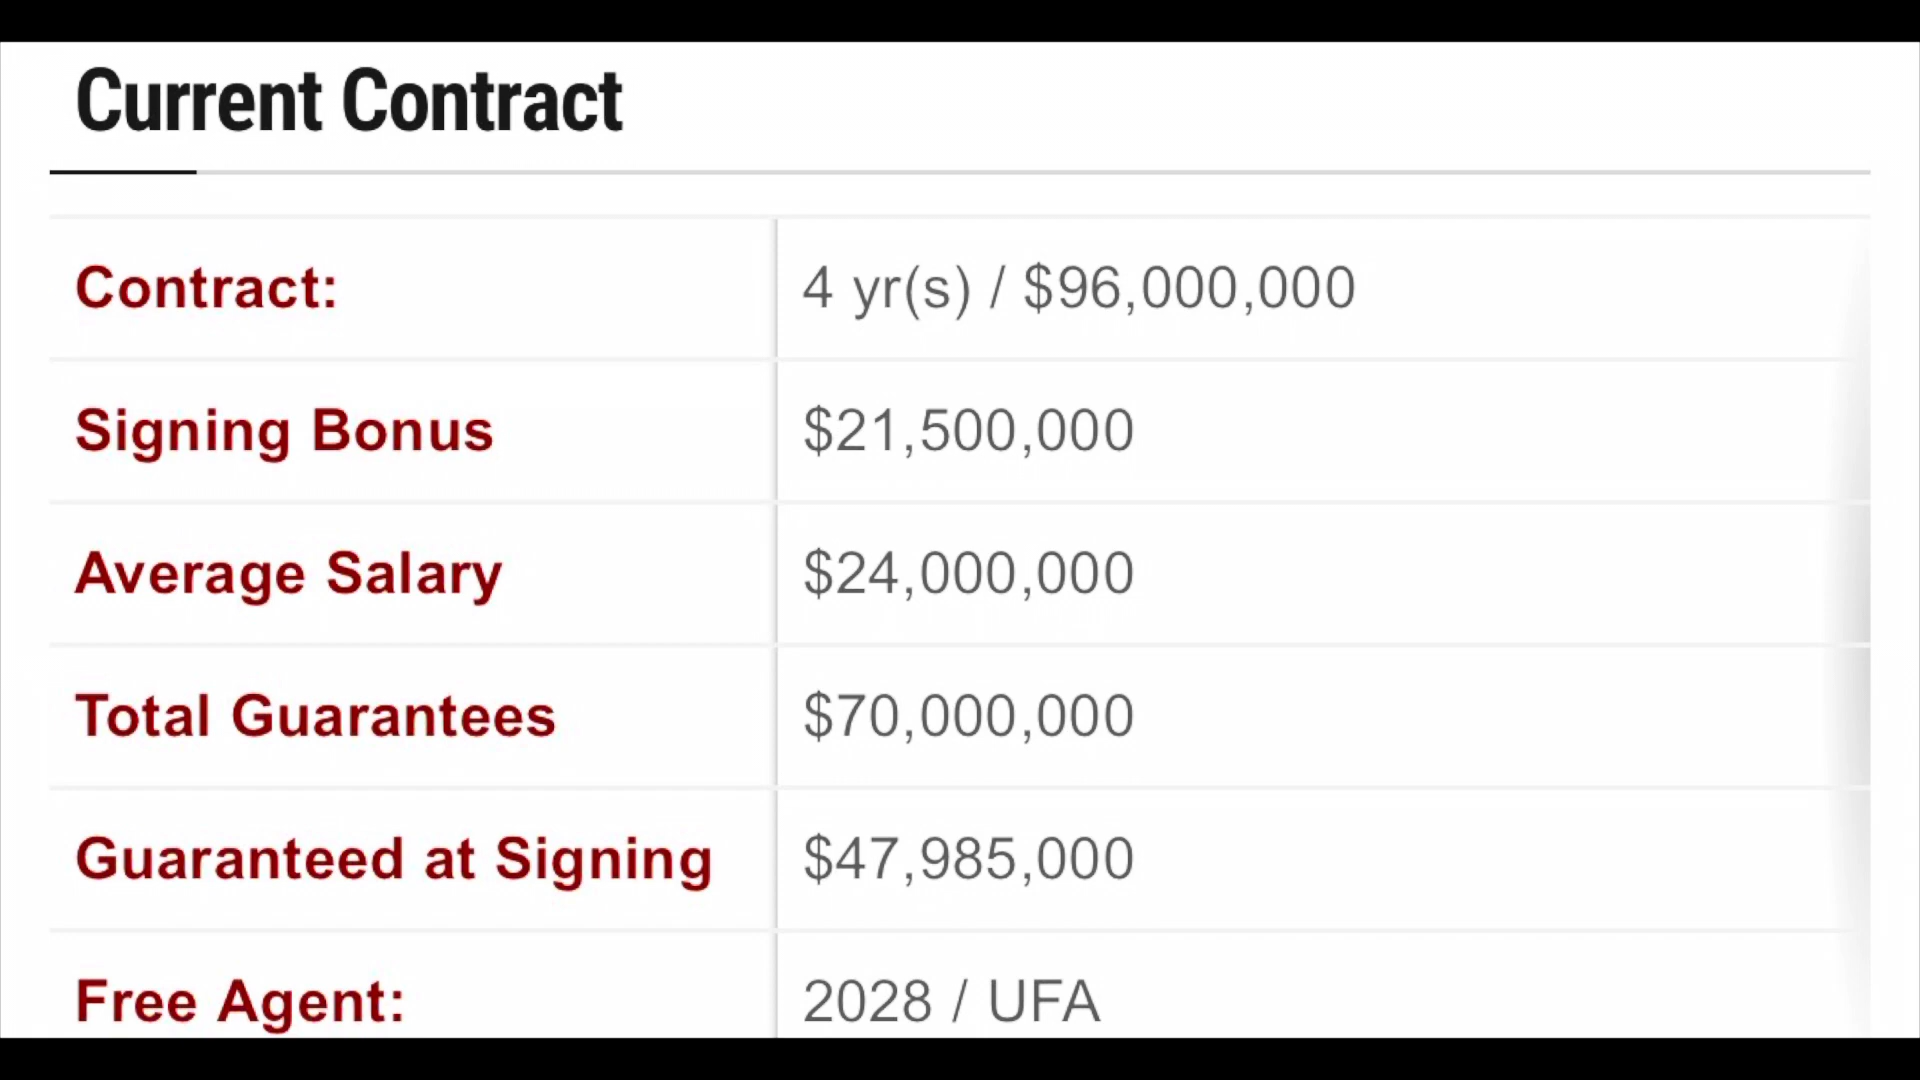 Current Contract
Contract: 4 yr(s) / $96,000,000
Signing Bonus $21,500,000
Average Salary $24,000,000
Total Guarantees $70,000,000
Guaranteed at Signing $47,985,000
Free Agent: 2028 / UFA